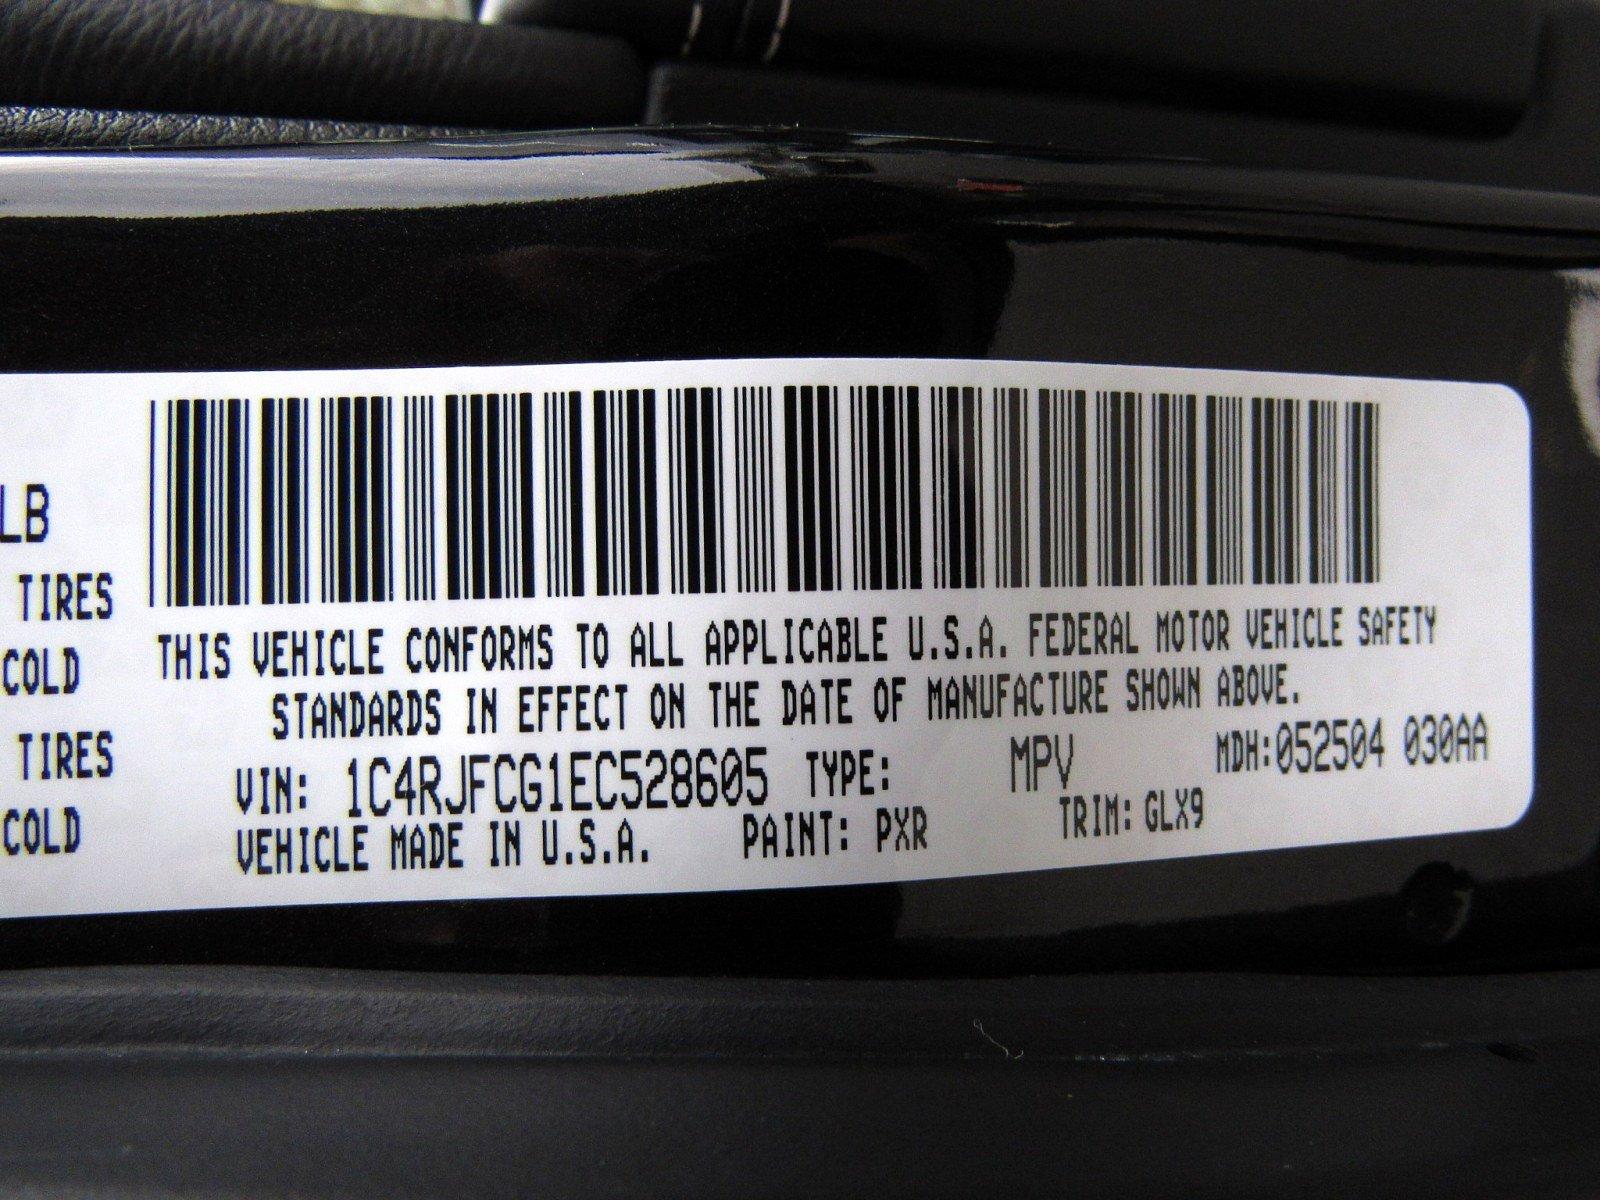 LB
TIRES
COLD
TIRES
COLD
THIS VEHICLE CONFORMS TO ALL APPLICABLE U.S.A. FEDERAL MOTOR VEHICLE SAFETY
STANDARDS IN EFFECT ON THE DATE OF MANUFACTURE SHOWN ABOVE.
VIN: 1C4RJFCG1EC528605 TYPE: MPV MDH:052504 030AA
VEHICLE MADE IN U.S.A. PAINT: PXR TRIM: GLX9